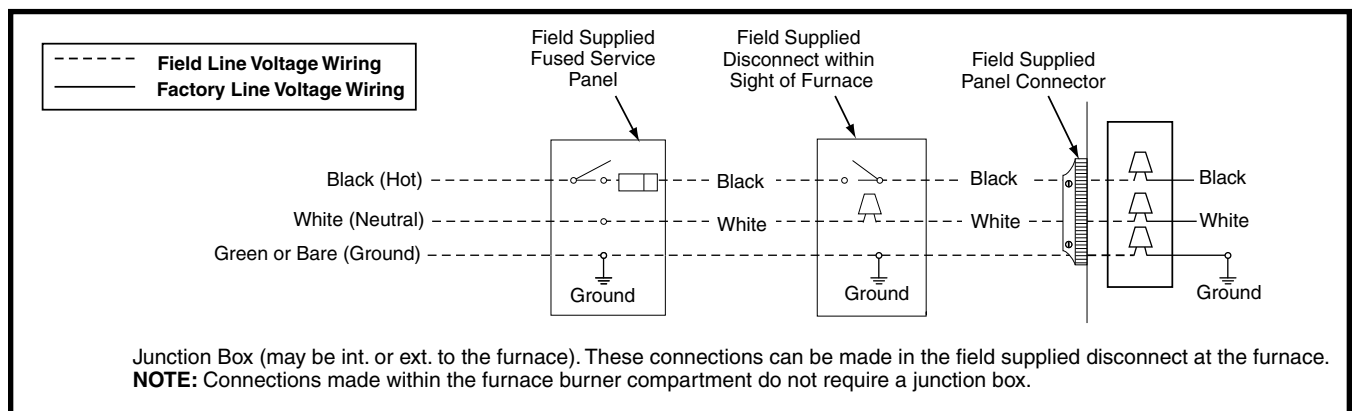 Field Line Voltage Wiring
Factory Line Voltage Wiring
Field Supplied
Fused Service
Panel
Field Supplied
Disconnect within
Sight of Furnace
Field Supplied
Panel Connector
Black (Hot)
Black
Black
Black
White (Neutral)
White
White
White
Green or Bare (Ground)
Ground
Ground
Ground
Junction Box (may be int. or ext. to the furnace). These connections can be made in the field supplied disconnect at the furnace.
NOTE: Connections made within the furnace burner compartment do not require a junction box.